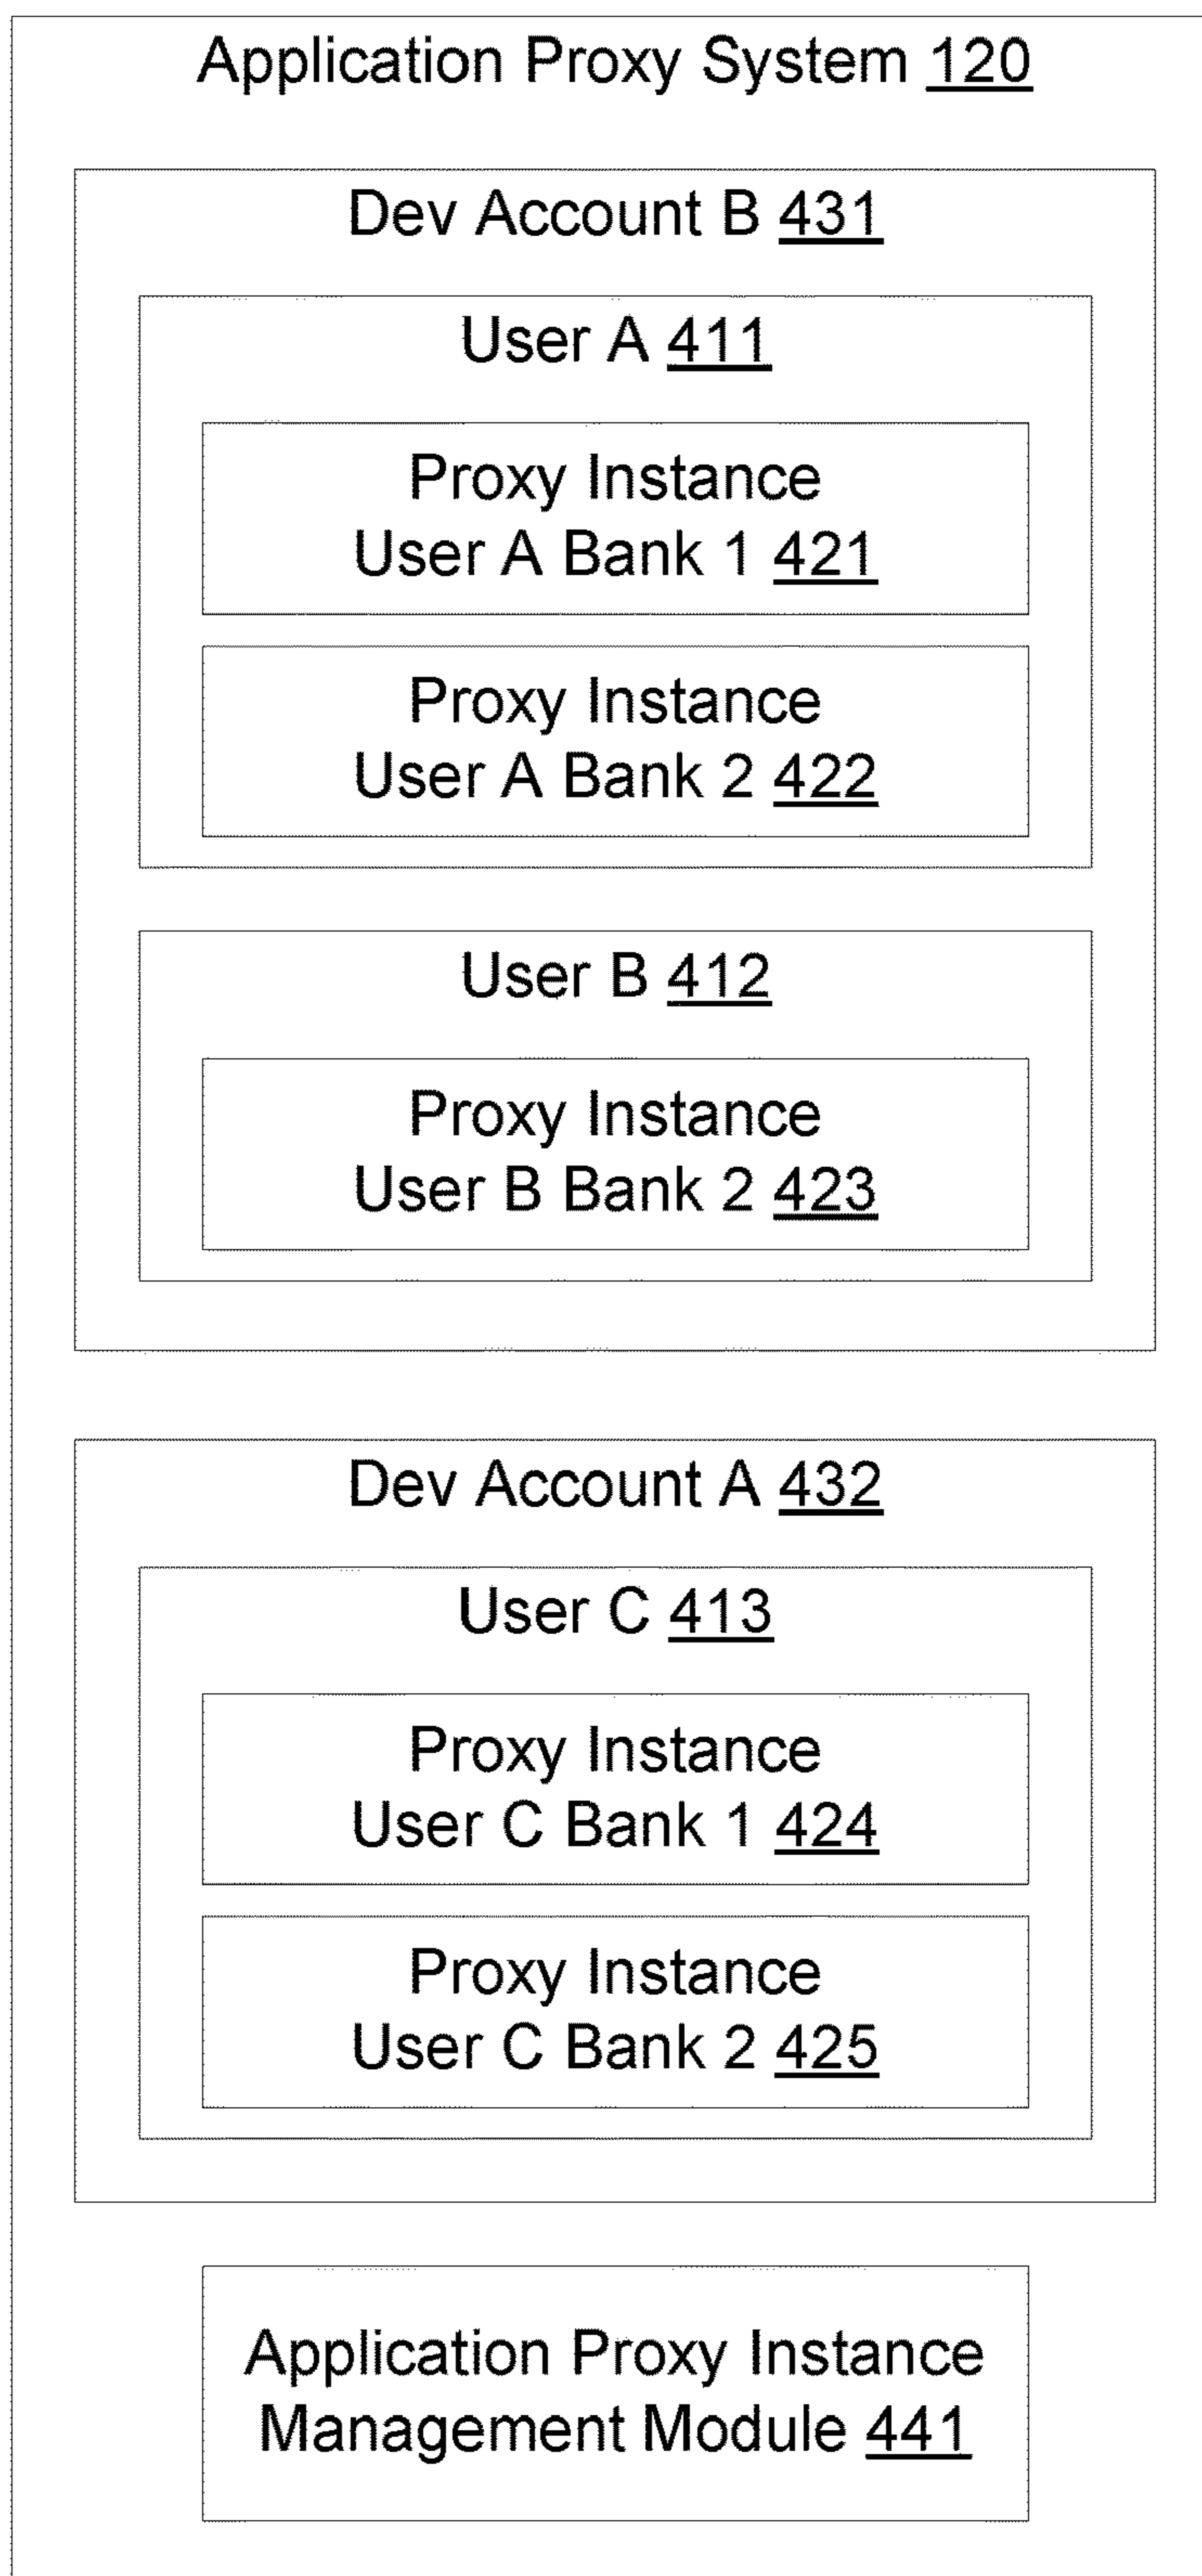 Application Proxy System 120
Dev Account B 431
User A 411
Proxy Instance
User A Bank 1 421
Proxy Instance
User A Bank 2 422
User B 412
Proxy Instance
User B Bank 2 423
Dev Account A 432
User C 413
Proxy Instance
User C Bank 1 424
Proxy Instance
User C Bank 2 425
Application Proxy Instance
Management Module 441